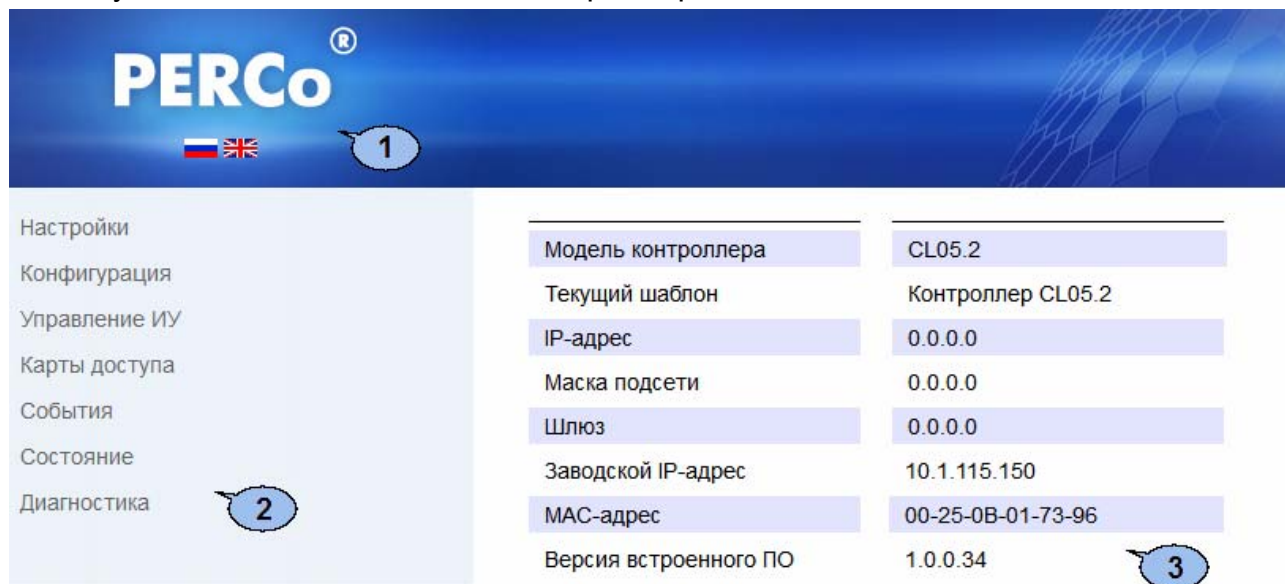 PERCo®
1
Настройки
Конфигурация
Управление ИУ
Карты доступа
События
Состояние
Диагностика
2
Модель контроллера CL05.2
Текущий шаблон Контроллер CL05.2
IP-адрес 0.0.0.0
Маска подсети 0.0.0.0
Шлюз 0.0.0.0
Заводской IP-адрес 10.1.115.150
MAC-адрес 00-25-0B-01-73-96
Версия встроенного ПО 1.0.0.34
3